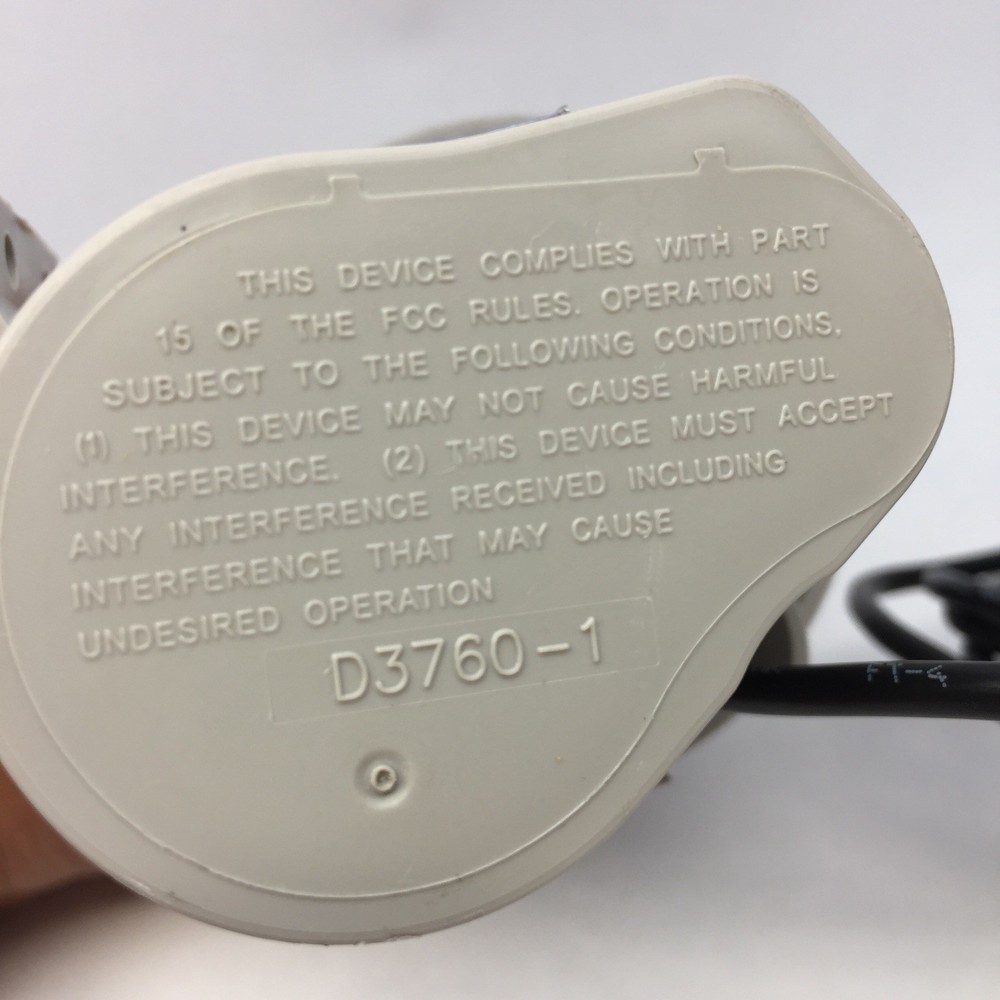 THIS DEVICE COMPLIES WITH PART
15 OF THE FCC RULES. OPERATION IS
SUBJECT TO THE FOLLOWING CONDITIONS.
(1) THIS DEVICE MAY NOT CAUSE HARMFUL
INTERFERENCE. (2) THIS DEVICE MUST ACCEPT
ANY INTERFERENCE RECEIVED INCLUDING
INTERFERENCE THAT MAY CAUSE
UNDESIRED OPERATION
D3760-1